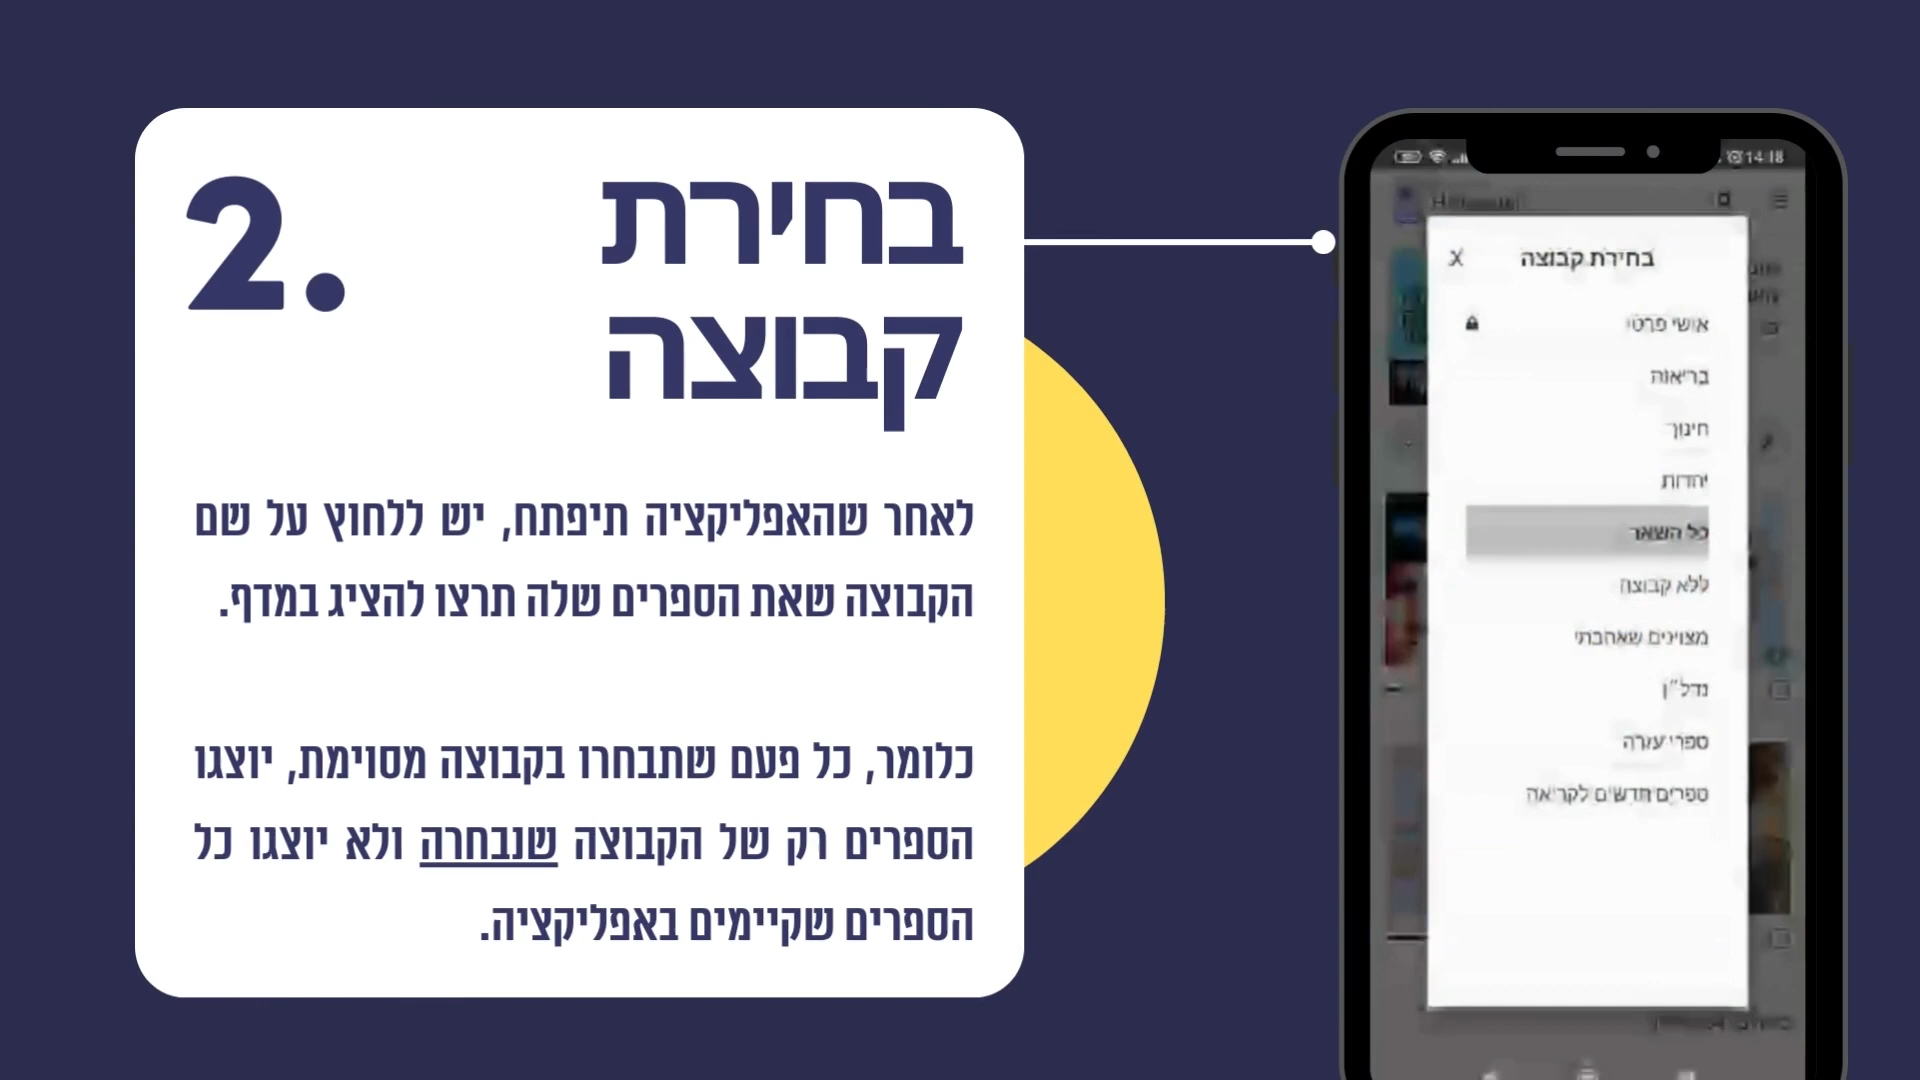 2.
בחירת
קבוצה
לאחר שהאפליקציה תיפתח, יש ללחוץ על שם
הקבוצה שאת הספרים שלה תרצו להציג במדף.
כלומר, כל פעם שתבחרו בקבוצה מסוימת, יוצגו
הספרים רק של הקבוצה שנבחרה ולא יוצגו כל
הספרים שקיימים באפליקציה.
14:18
בחירת קבוצה
X
אישי פרטי
בריאות
חינוך
יהדות
כל השאר
ללא קבוצה
מצוינים שאהבתי
נדל"ן
ספרי עזרה
ספרים חדשים לקריאה